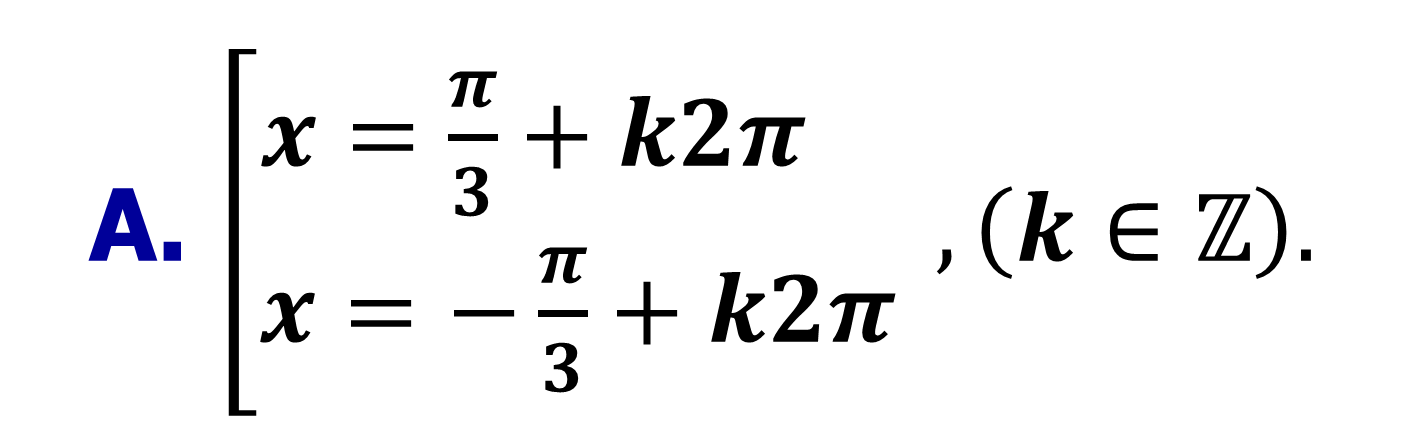 A. [ x = π/3 + k2π
x = −π/3 + k2π , (k ∈ ℤ).